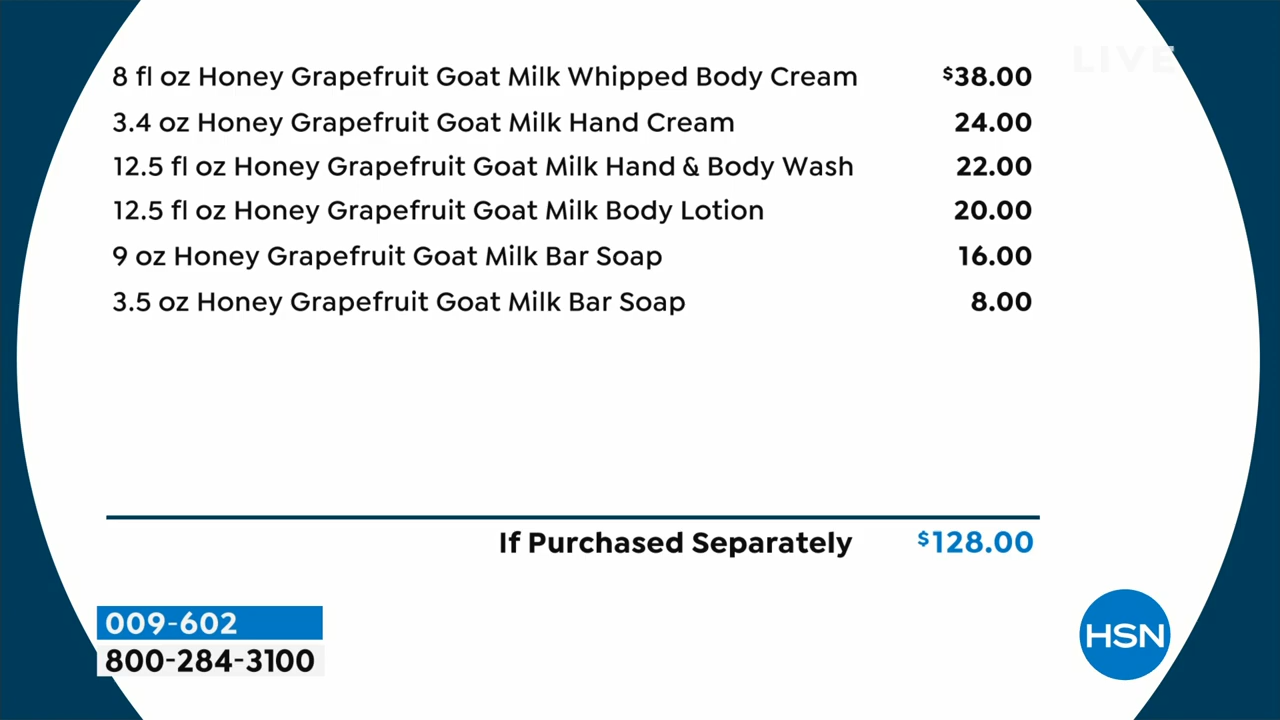 LIVE
8 fl oz Honey Grapefruit Goat Milk Whipped Body Cream $38.00
3.4 oz Honey Grapefruit Goat Milk Hand Cream 24.00
12.5 fl oz Honey Grapefruit Goat Milk Hand & Body Wash 22.00
12.5 fl oz Honey Grapefruit Goat Milk Body Lotion 20.00
9 oz Honey Grapefruit Goat Milk Bar Soap 16.00
3.5 oz Honey Grapefruit Goat Milk Bar Soap 8.00
If Purchased Separately $128.00
009-602
800-284-3100
HSN